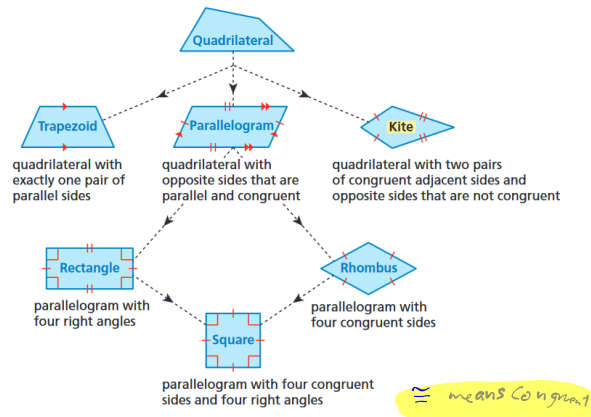 Quadrilateral
Trapezoid
Parallelogram
Kite
quadrilateral with
exactly one pair of
parallel sides
quadrilateral with
opposite sides that are
parallel and congruent
quadrilateral with two pairs
of congruent adjacent sides and
opposite sides that are not congruent
Rectangle
Rhombus
parallelogram with
four right angles
parallelogram with
four congruent sides
Square
parallelogram with four congruent
sides and four right angles
≅ means Congruent